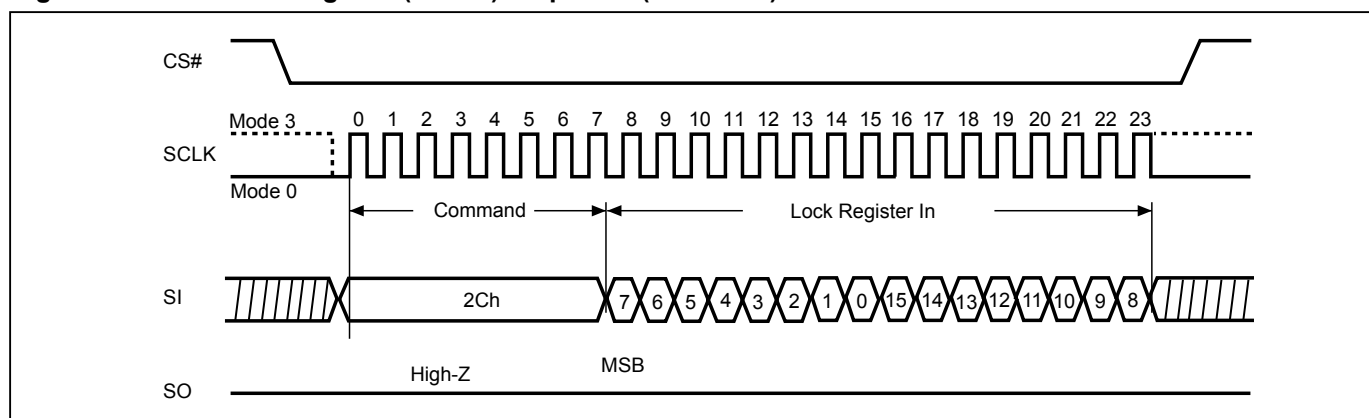 CS#
Mode 3
0 1 2 3 4 5 6 7 8 9 10 11 12 13 14 15 16 17 18 19 20 21 22 23
SCLK
Mode 0
Command
Lock Register In
SI
2Ch
7 6 5 4 3 2 1 0 15 14 13 12 11 10 9 8
High-Z
MSB
SO